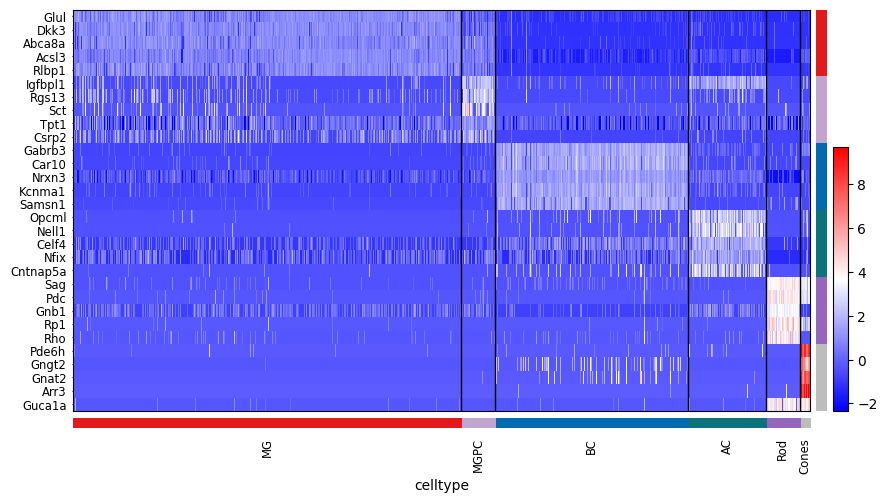 Glul
Dkk3
Abca8a
Acsl3
Rlbp1
Igfbpl1
Rgs13
Sct
Tpt1
Csrp2
Gabrb3
Car10
Nrxn3
Kcnma1
Samsn1
Opcml
Nell1
Celf4
Nfix
Cntnap5a
Sag
Pdc
Gnb1
Rp1
Rho
Pde6h
Gngt2
Gnat2
Arr3
Guca1a
8
6
4
2
0
−2
MG
MGPC
BC
AC
Rod
Cones
celltype